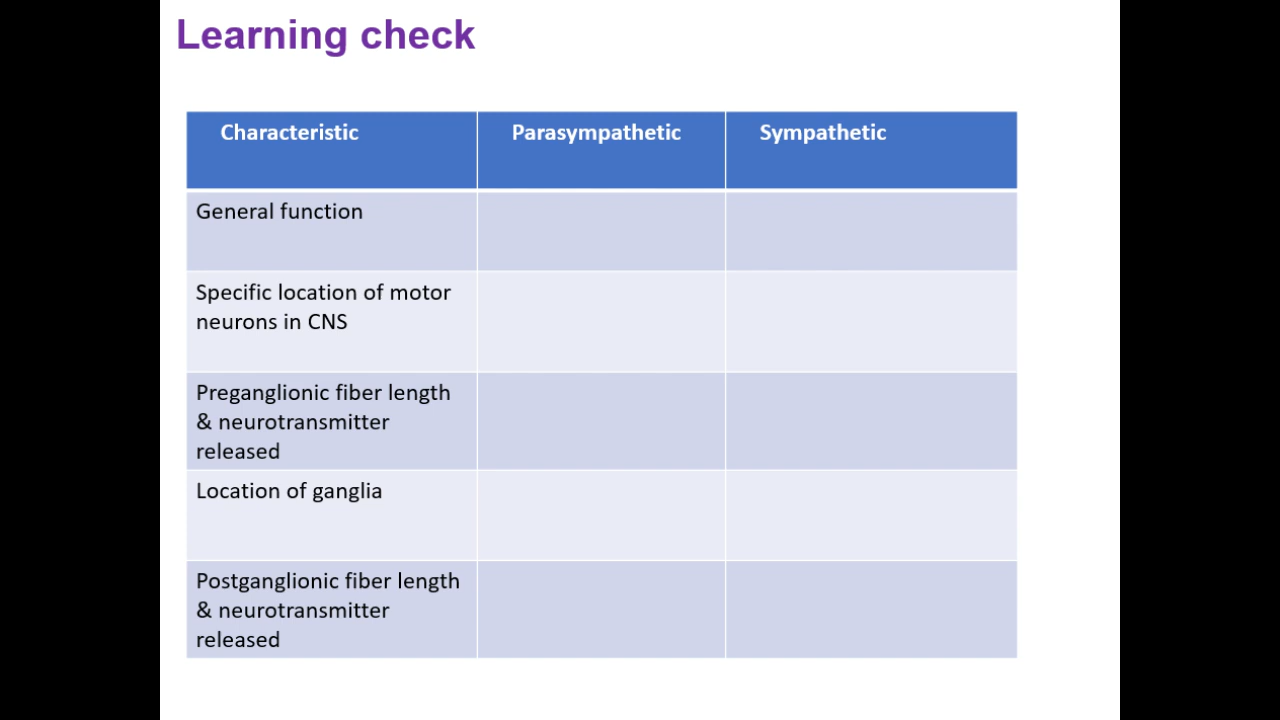 Learning check
Characteristic Parasympathetic Sympathetic
General function
Specific location of motor
neurons in CNS
Preganglionic fiber length
& neurotransmitter
released
Location of ganglia
Postganglionic fiber length
& neurotransmitter
released